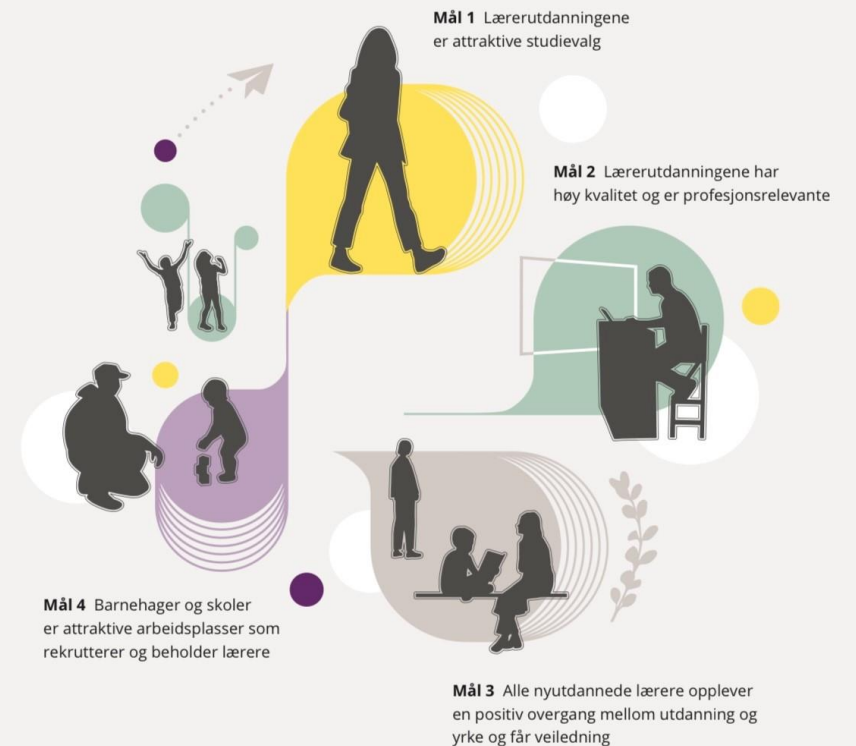 Mål 1 Lærerutdanningene
er attraktive studievalg
Mål 2 Lærerutdanningene har
høy kvalitet og er profesjonsrelevante
Mål 4 Barnehager og skoler
er attraktive arbeidsplasser som
rekrutterer og beholder lærere
Mål 3 Alle nyutdannede lærere opplever
en positiv overgang mellom utdanning og
yrke og får veiledning